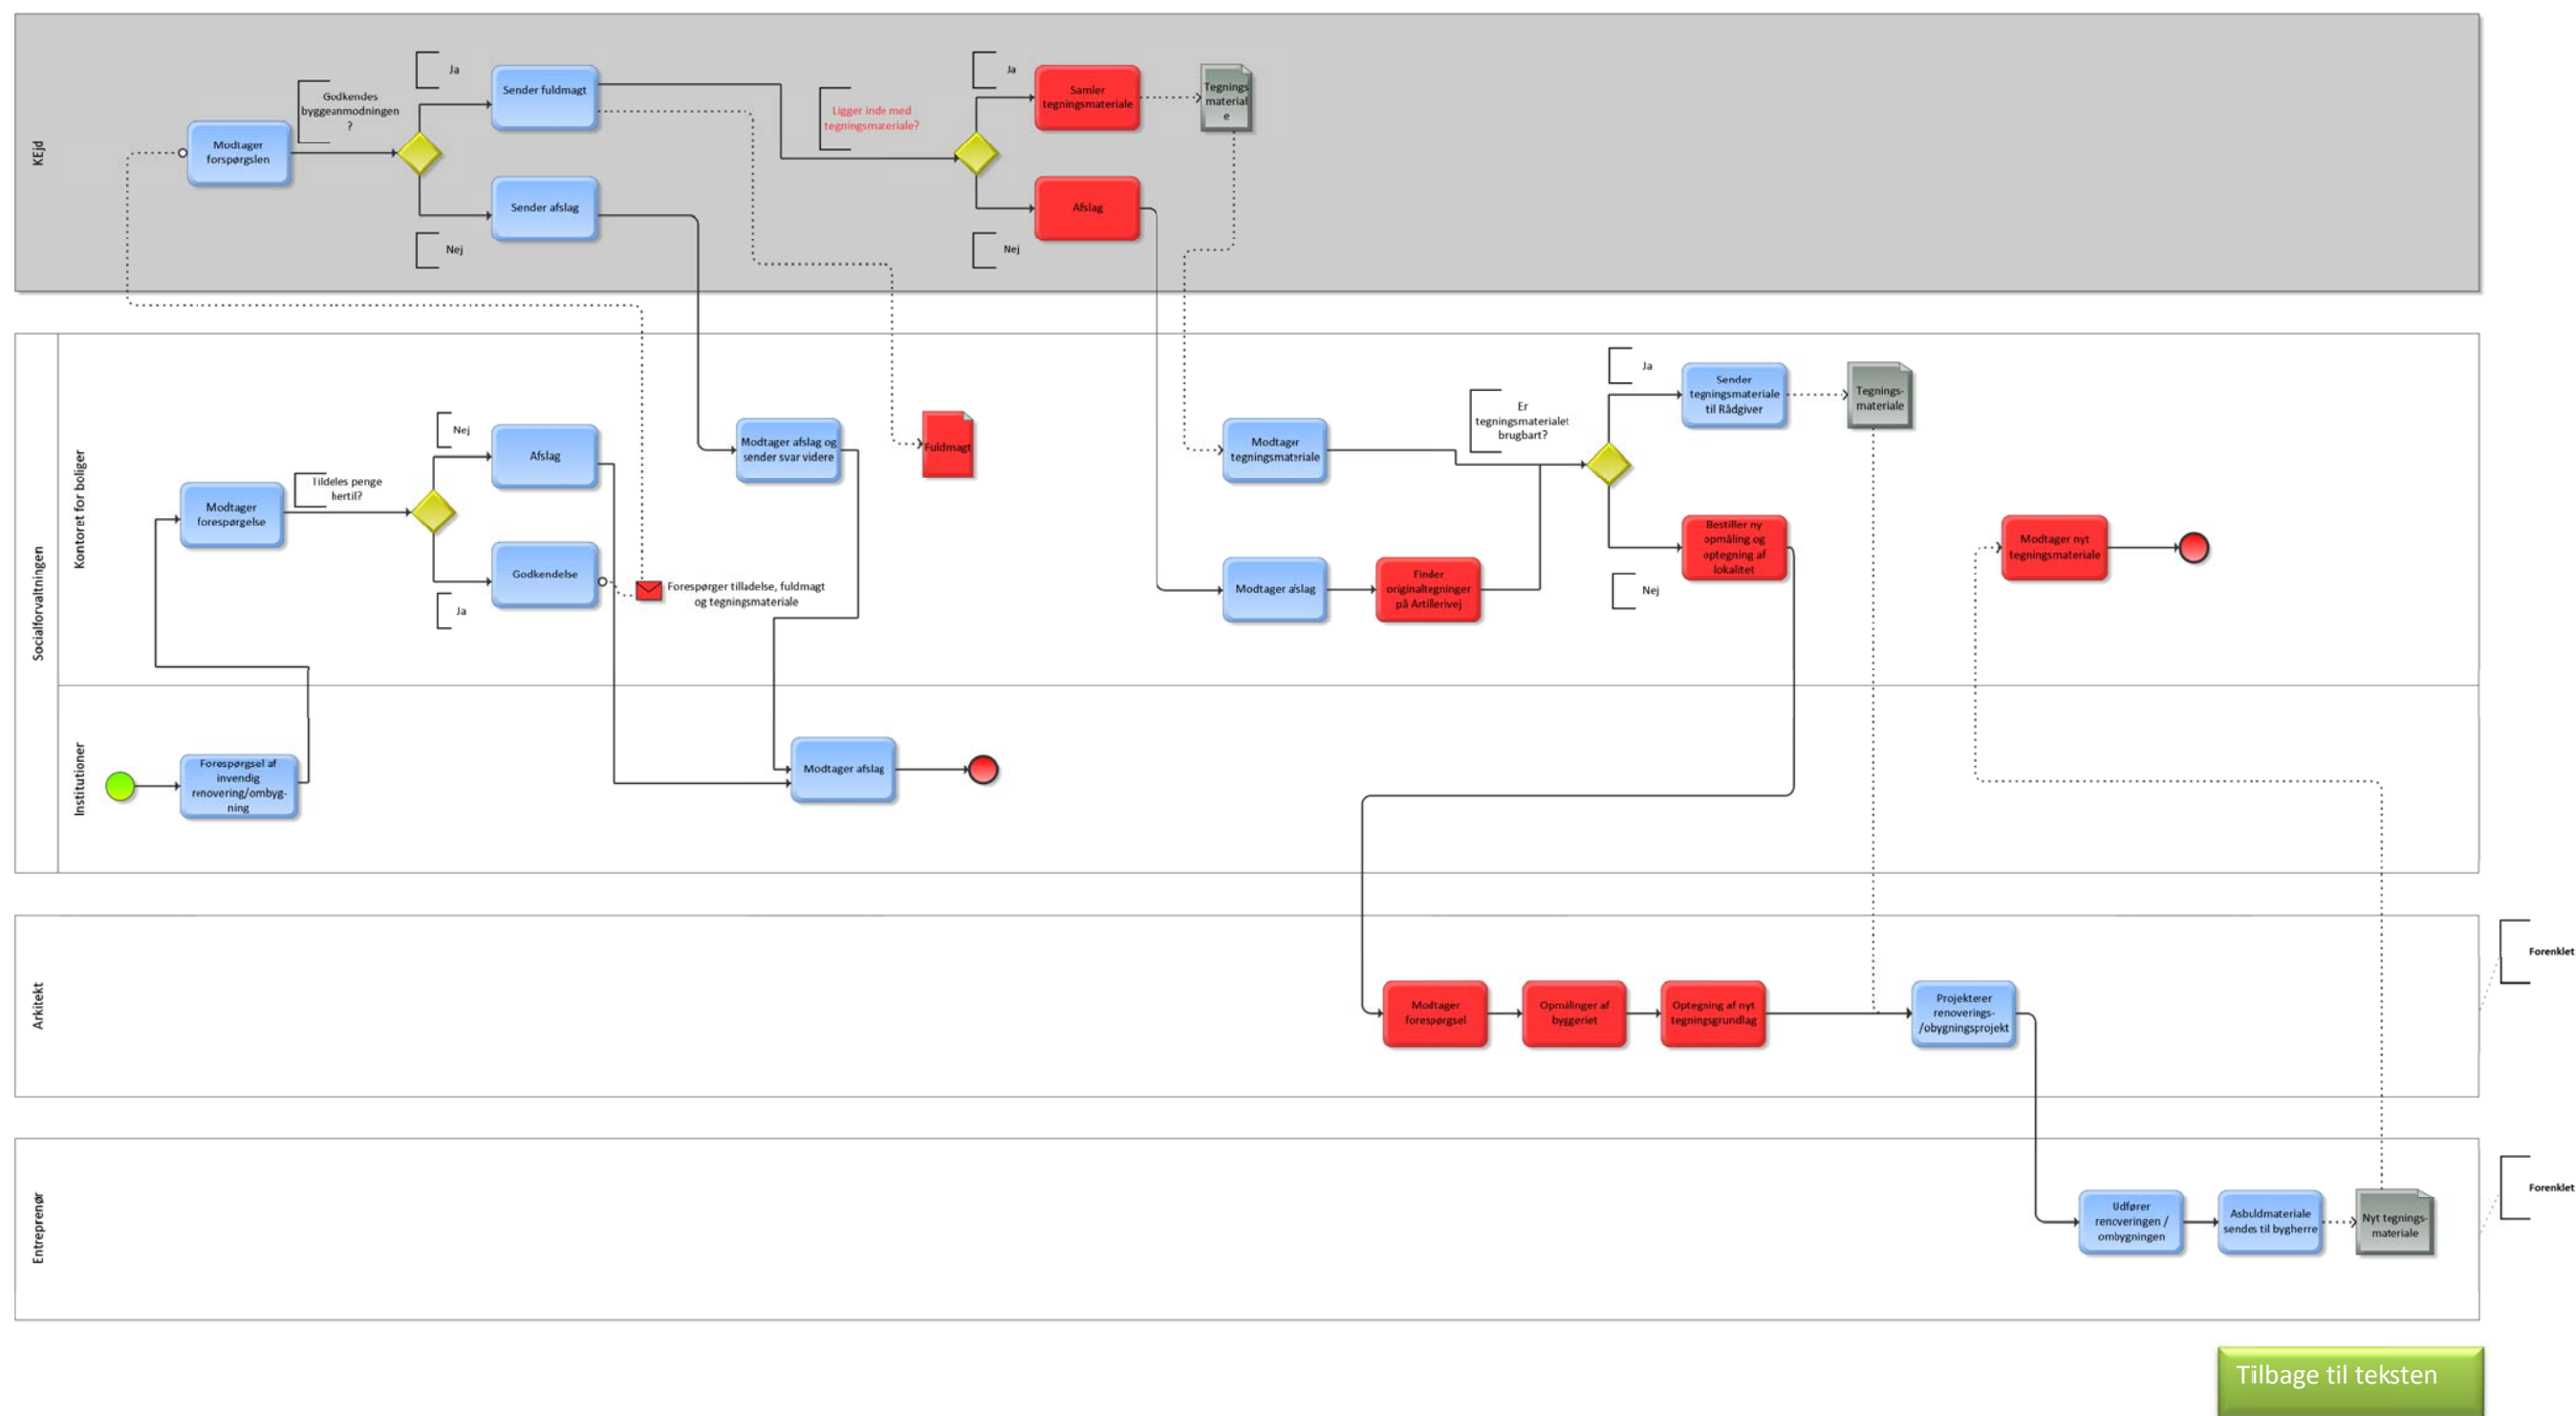 KEjd
Modtager
forspørgslen
Godkendes
byggeanmodningen
?
Ja
Nej
Sender fuldmagt
Sender afslag
Ligger inde med
tegningsmateriale?
Ja
Nej
Samler
tegningsmateriale
Afslag
Tegnings
material
e
Socialforvaltningen
Kontoret for boliger
Modtager
forespørgelse
Tildeles penge
hertil?
Nej
Ja
Afslag
Godkendelse
Forespørger tilladelse, fuldmagt
og tegningsmateriale
Modtager afslag og
sender svar videre
Fuldmagt
Modtager
tegningsmateriale
Modtager afslag
Finder
originaltegninger
på Artillerivej
Er
tegningsmaterialet
brugbart?
Ja
Nej
Sender
tegningsmateriale
til Rådgiver
Tegnings-
materiale
Bestiller ny
opmåling og
optegning af
lokalitet
Modtager nyt
tegningsmateriale
Institutioner
Forespørgsel af
invendig
renovering/ombyg-
ning
Modtager afslag
Arkitekt
Modtager
forespørgsel
Opmålinger af
byggeriet
Optegning af nyt
tegningsgrundlag
Projekterer
renoverings-
/obygningsprojekt
Forenklet
Entreprenør
Udfører
renoveringen /
ombygningen
Asbuldmateriale
sendes til bygherre
Nyt tegnings-
materiale
Forenklet
Tilbage til teksten